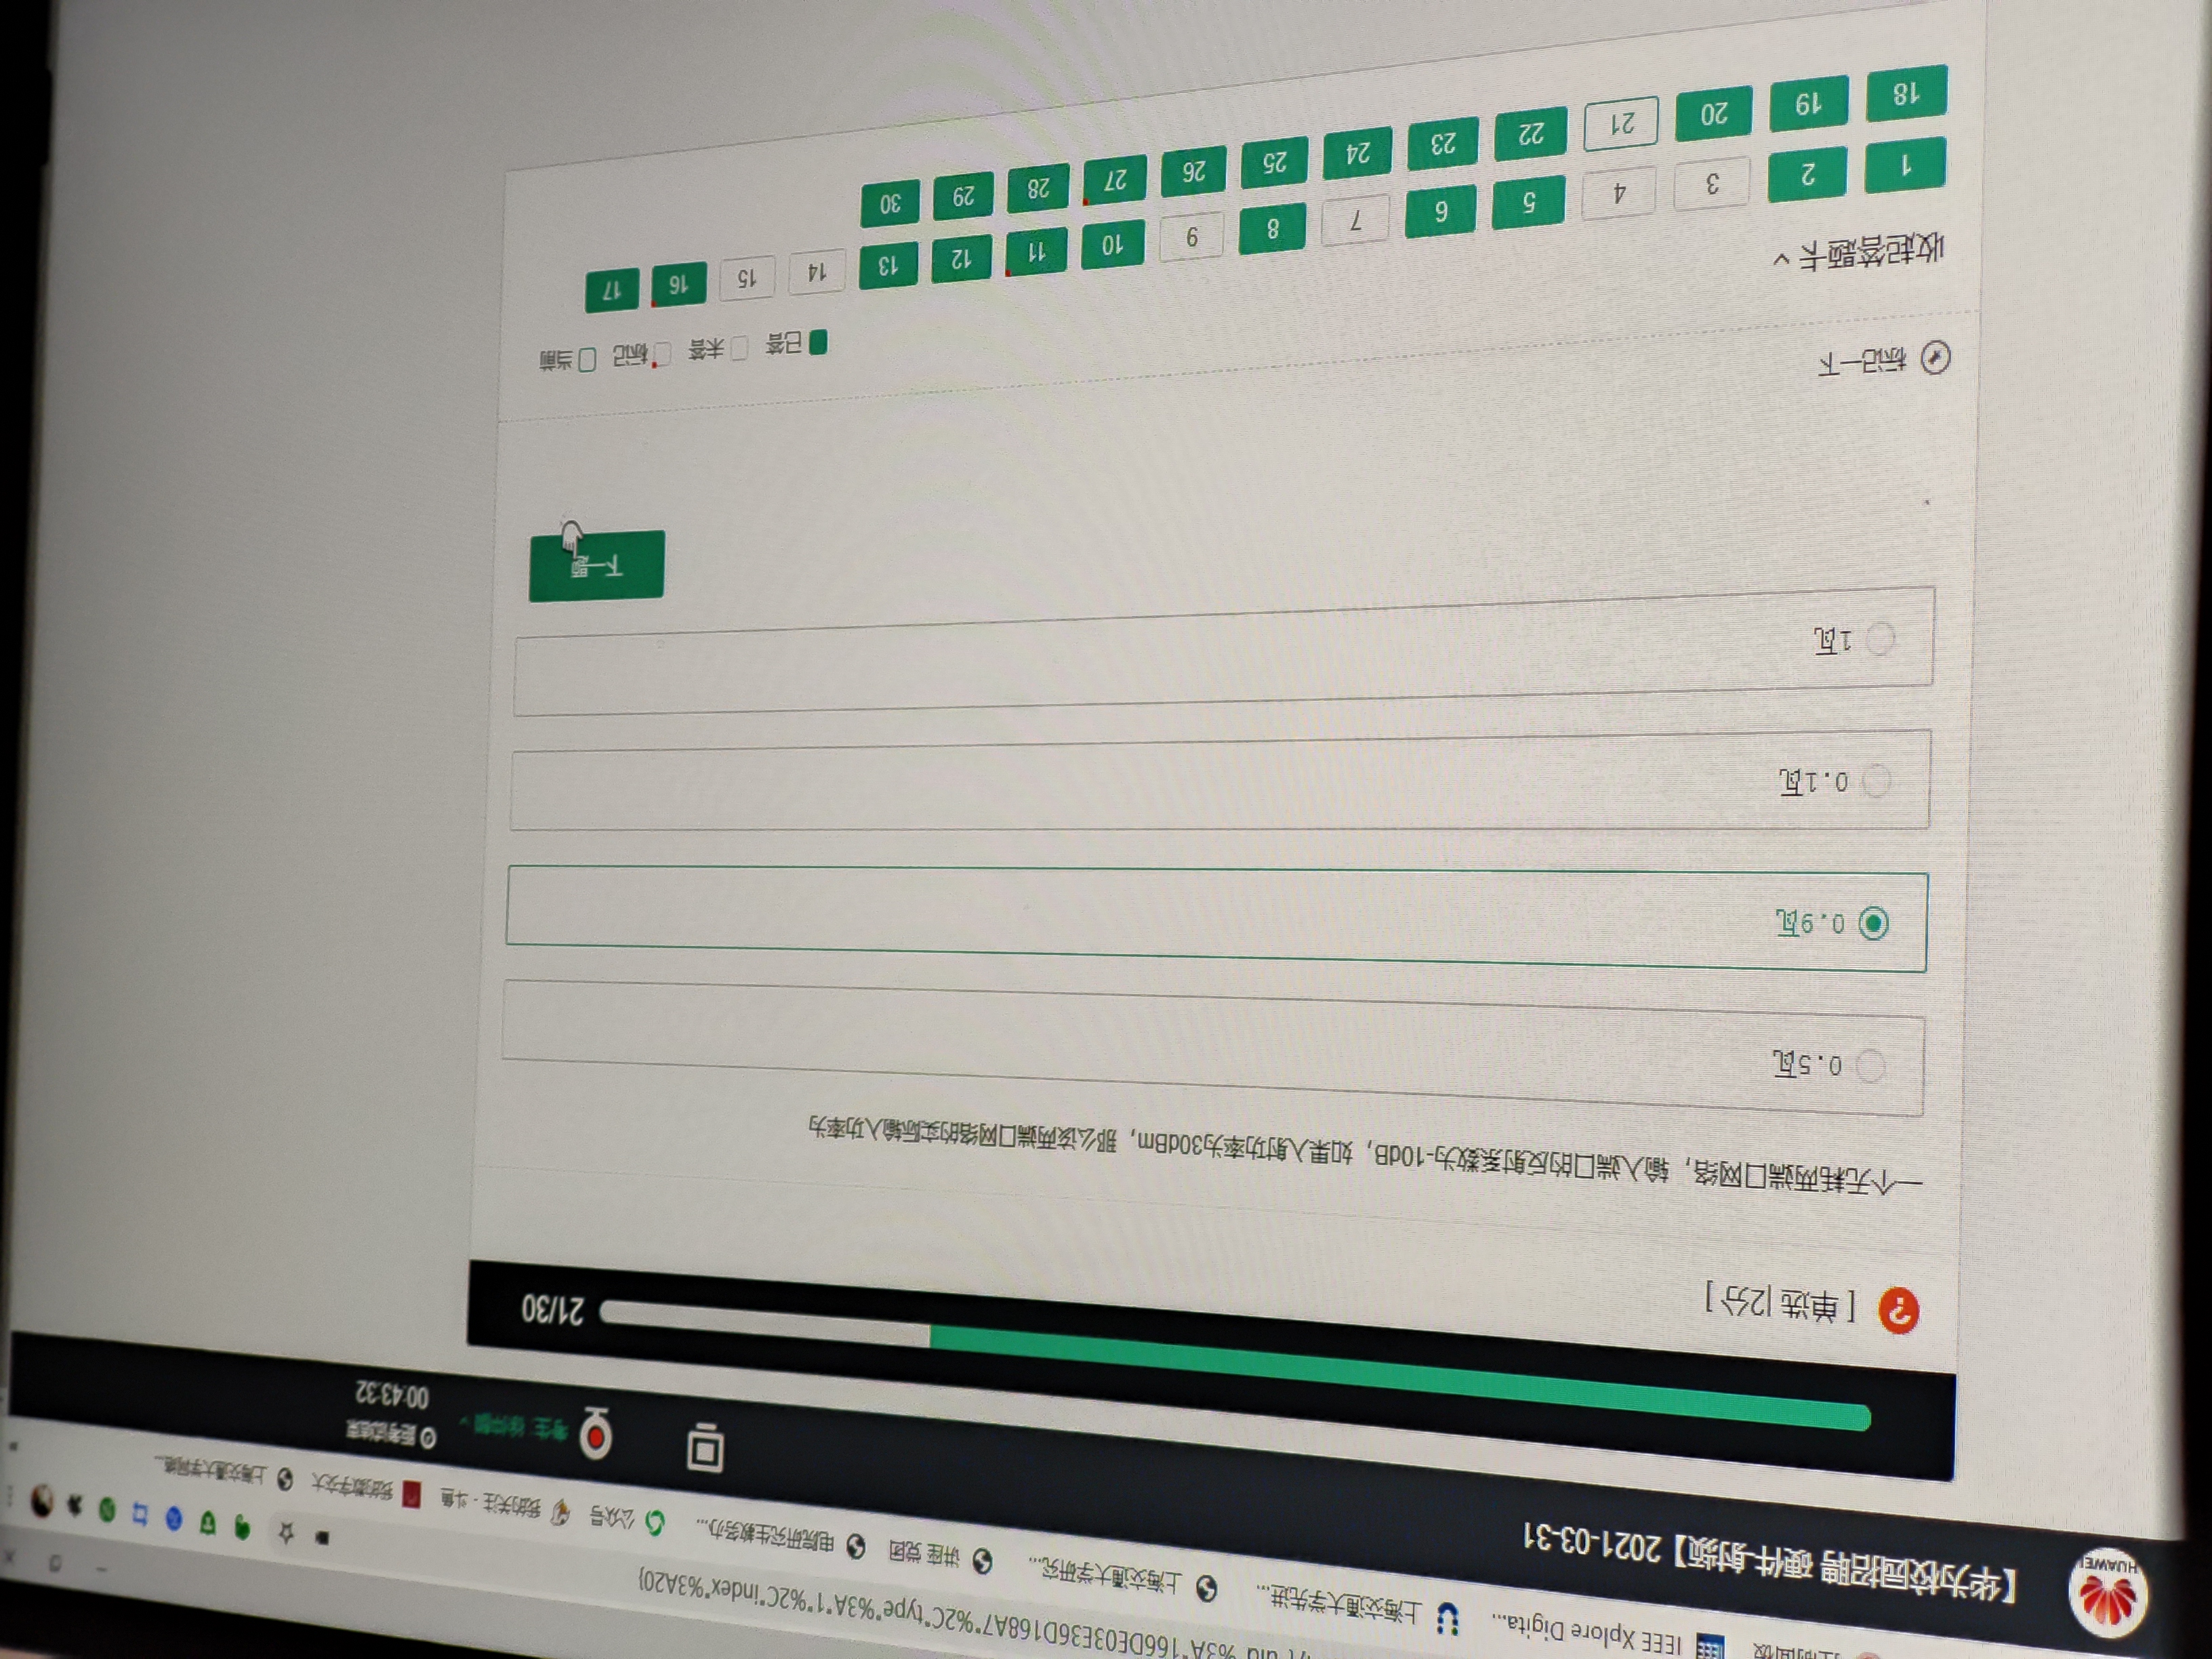 控制面板
IEEE Xplore Digita...
上海交通大学先进...
上海交通大学研究...
讲座 党团
电院研究生教务办...
公众号
我的关注 - 斗鱼
我的数字交大
上海交通大学网络...
uid"%3A"166DE03E36D168A7"%2C"type"%3A"1"%2C"index"%3A20}
HUAWEI
【华为校园招聘 硬件-射频】2021-03-31
考生:
距考试结束
00:43:32
21/30
[ 单选 |2分 ]
一个无耗两端口网络，输入端口的反射系数为-10dB，如果入射功率为30dBm，那么该两端口网络的实际输入功率为
0.5瓦
0.9瓦
0.1瓦
1瓦
下一题
标记一下
已答 未答 标记 当前
收起答题卡
1 2 3 4 5 6 7 8 9 10 11 12 13 14 15 16 17
18 19 20 21 22 23 24 25 26 27 28 29 30